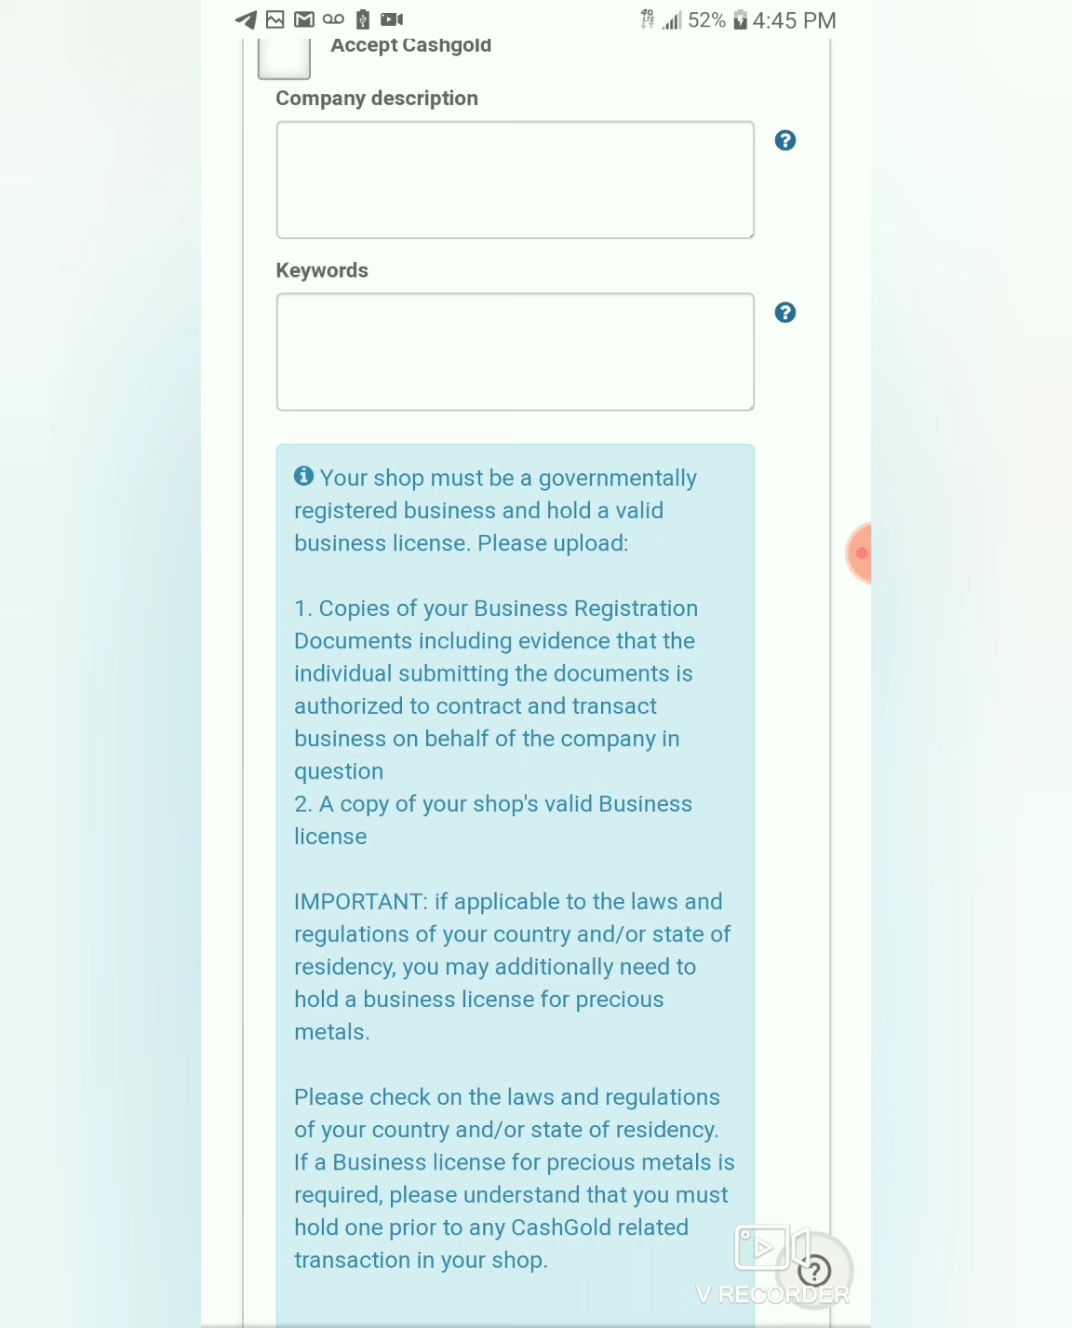 4G
LTE
52%
4:45 PM
Accept Cashgold
Company description
Keywords
Your shop must be a governmentally
registered business and hold a valid
business license. Please upload:
1. Copies of your Business Registration
Documents including evidence that the
individual submitting the documents is
authorized to contract and transact
business on behalf of the company in
question
2. A copy of your shop's valid Business
license
IMPORTANT: if applicable to the laws and
regulations of your country and/or state of
residency, you may additionally need to
hold a business license for precious
metals.
Please check on the laws and regulations
of your country and/or state of residency.
If a Business license for precious metals is
required, please understand that you must
hold one prior to any CashGold related
transaction in your shop.
V RECORDER